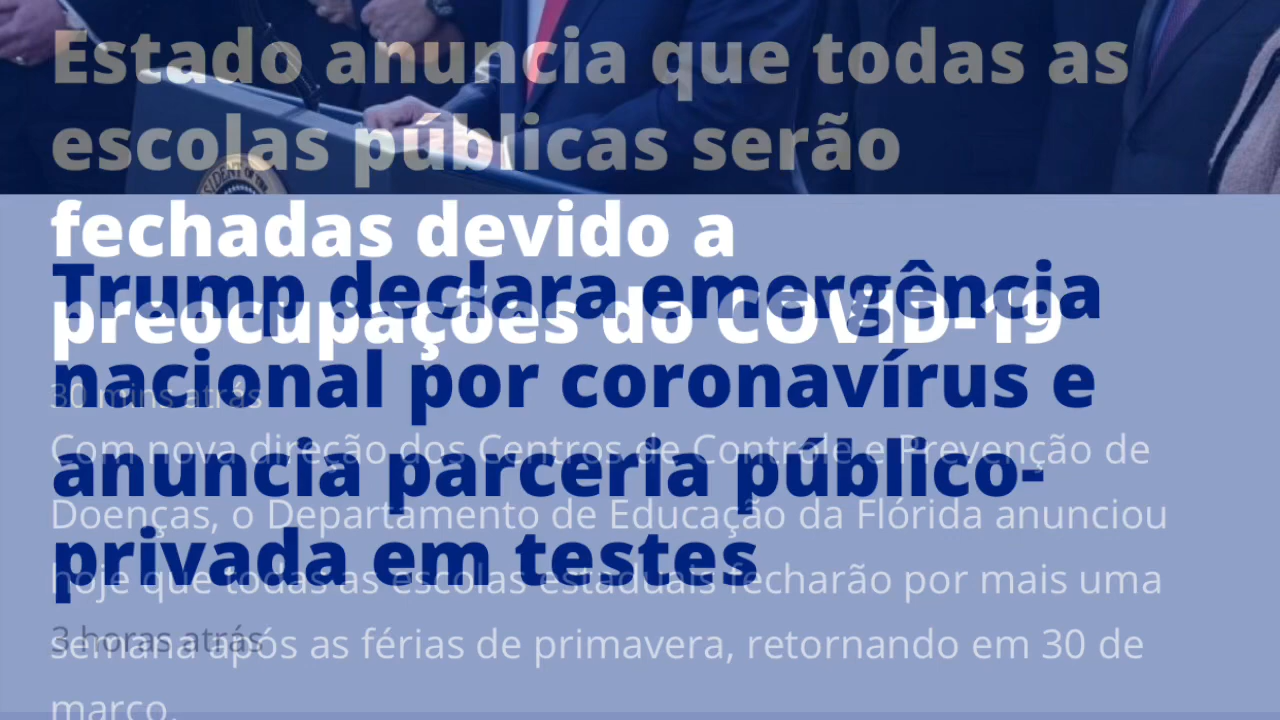 Estado anuncia que todas as
escolas públicas serão
fechadas devido a
preocupações do COVID-19
30 mins atrás
Com nova direção dos Centros de Controle e Prevenção de
Doenças, o Departamento de Educação da Flórida anunciou
hoje que todas as escolas estaduais fecharão por mais uma
semana após as férias de primavera, retornando em 30 de
março.
Trump declara emergência
nacional por coronavírus e
anuncia parceria público-
privada em testes
3 horas atrás